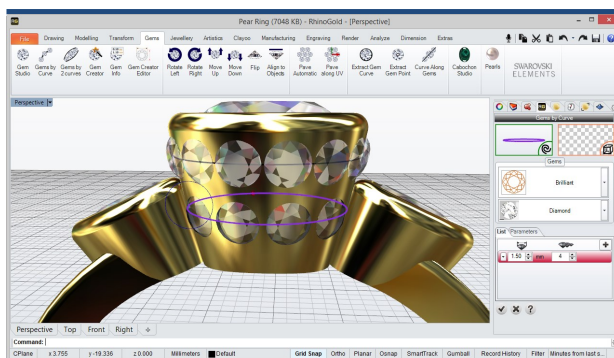 Pear Ring (7048 KB) - RhinoGold - [Perspective]
File Drawing Modelling Transform Gems Jewellery Artistics Clayoo Manufacturing Engraving Render Analyze Dimension Extras
Gem Studio
Gems by Curve
Gems by 2 curves
Gem Creator
Gem Info
Gem Creator Editor
Rotate Left
Rotate Right
Move Up
Move Down
Flip
Align to Objects
Pave Automatic
Pave along UV
Extract Gem Curve
Extract Gem Point
Curve Along Gems
Cabochon Studio
Pearls
SWAROVSKI ELEMENTS
Perspective
Gems by Curve
Gems
Brilliant
Diamond
List Parameters
1.50 mm 4
Perspective Top Front Right
Command:
CPlane x 3.755 y -19.336 z 0.000 Millimeters Default Grid Snap Ortho Planar Osnap SmartTrack Gumball Record History Filter Minutes from last s...